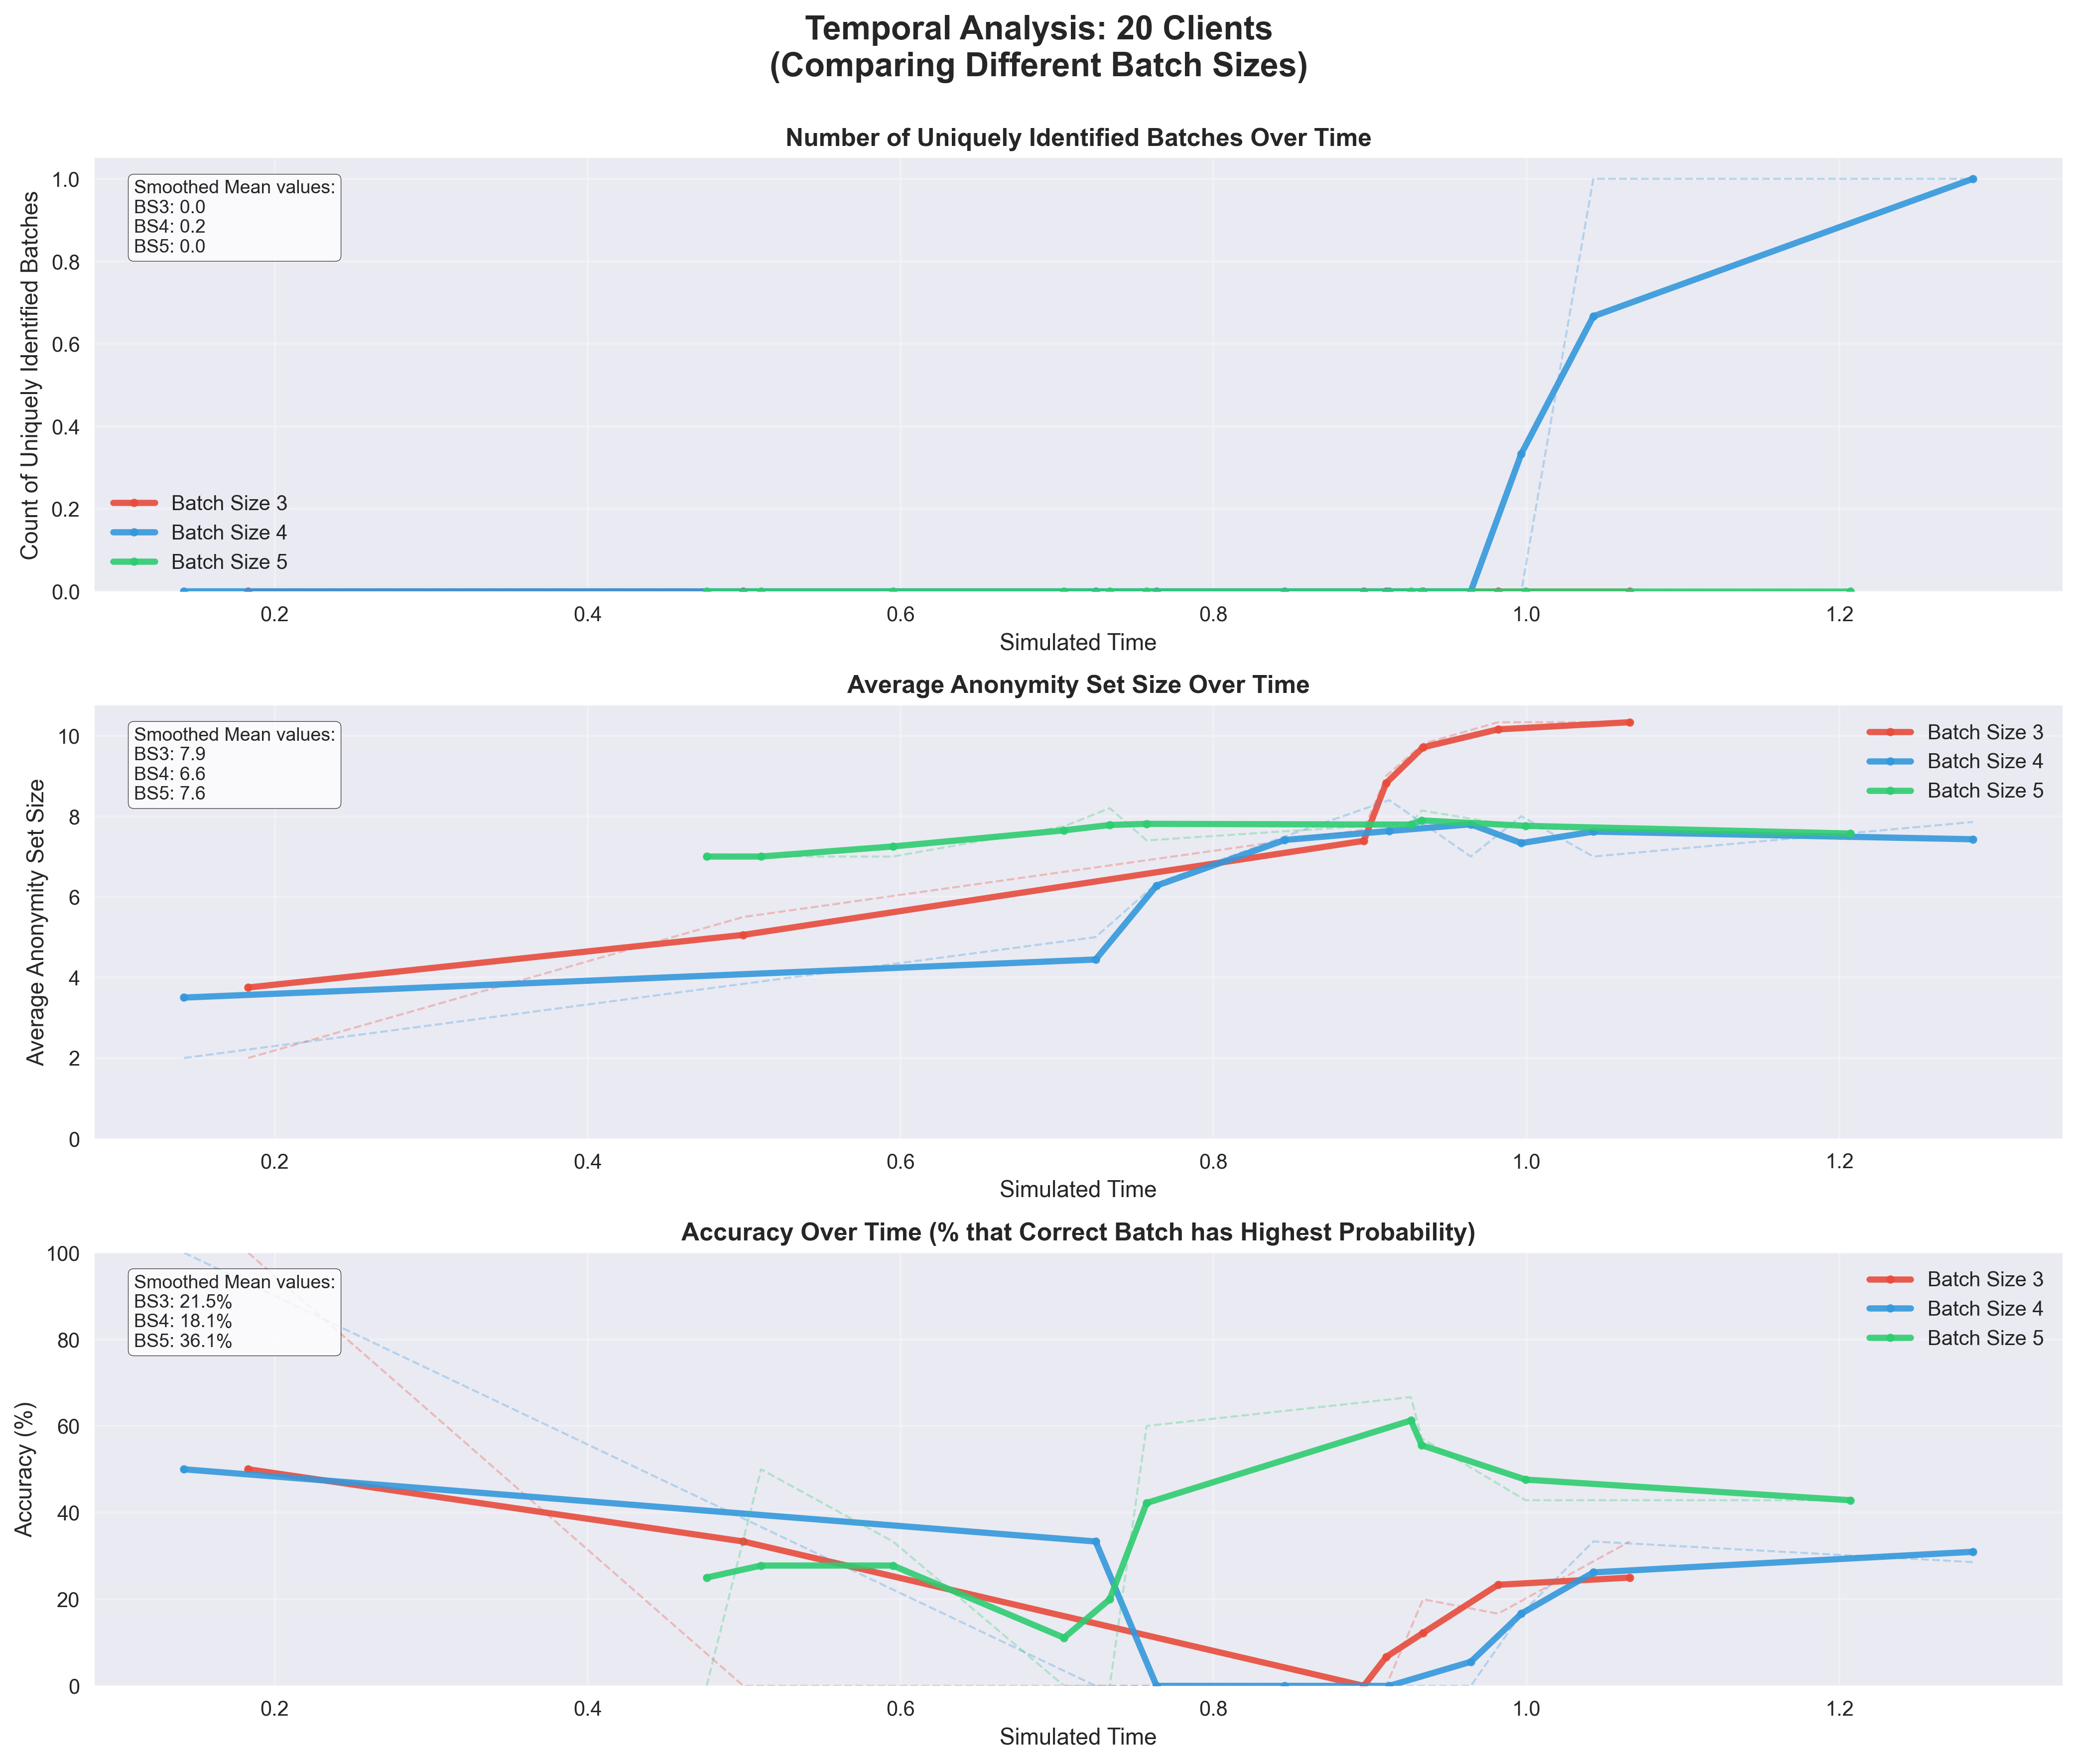 Temporal Analysis: 20 Clients
(Comparing Different Batch Sizes)
Number of Uniquely Identified Batches Over Time
Count of Uniquely Identified Batches
1.0
0.8
0.6
0.4
0.2
0.0
Smoothed Mean values:
BS3: 0.0
BS4: 0.2
BS5: 0.0
Batch Size 3
Batch Size 4
Batch Size 5
0.2 0.4 0.6 0.8 1.0 1.2
Simulated Time
Average Anonymity Set Size Over Time
Average Anonymity Set Size
10
8
6
4
2
0
Smoothed Mean values:
BS3: 7.9
BS4: 6.6
BS5: 7.6
Batch Size 3
Batch Size 4
Batch Size 5
0.2 0.4 0.6 0.8 1.0 1.2
Simulated Time
Accuracy Over Time (% that Correct Batch has Highest Probability)
Accuracy (%)
100
80
60
40
20
0
Smoothed Mean values:
BS3: 21.5%
BS4: 18.1%
BS5: 36.1%
Batch Size 3
Batch Size 4
Batch Size 5
0.2 0.4 0.6 0.8 1.0 1.2
Simulated Time